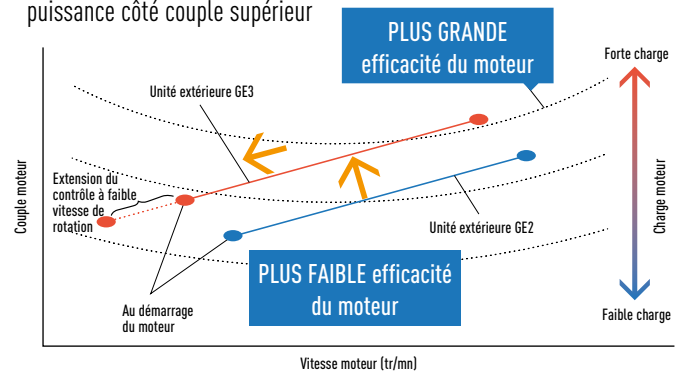 puissance côté couple supérieur
PLUS GRANDE
efficacité du moteur
Forte charge
Unité extérieure GE3
Couple moteur
Extension du
contrôle à faible
vitesse de
rotation
Charge moteur
Unité extérieure GE2
PLUS FAIBLE efficacité
du moteur
Au démarrage
du moteur
Faible charge
Vitesse moteur (tr/mn)